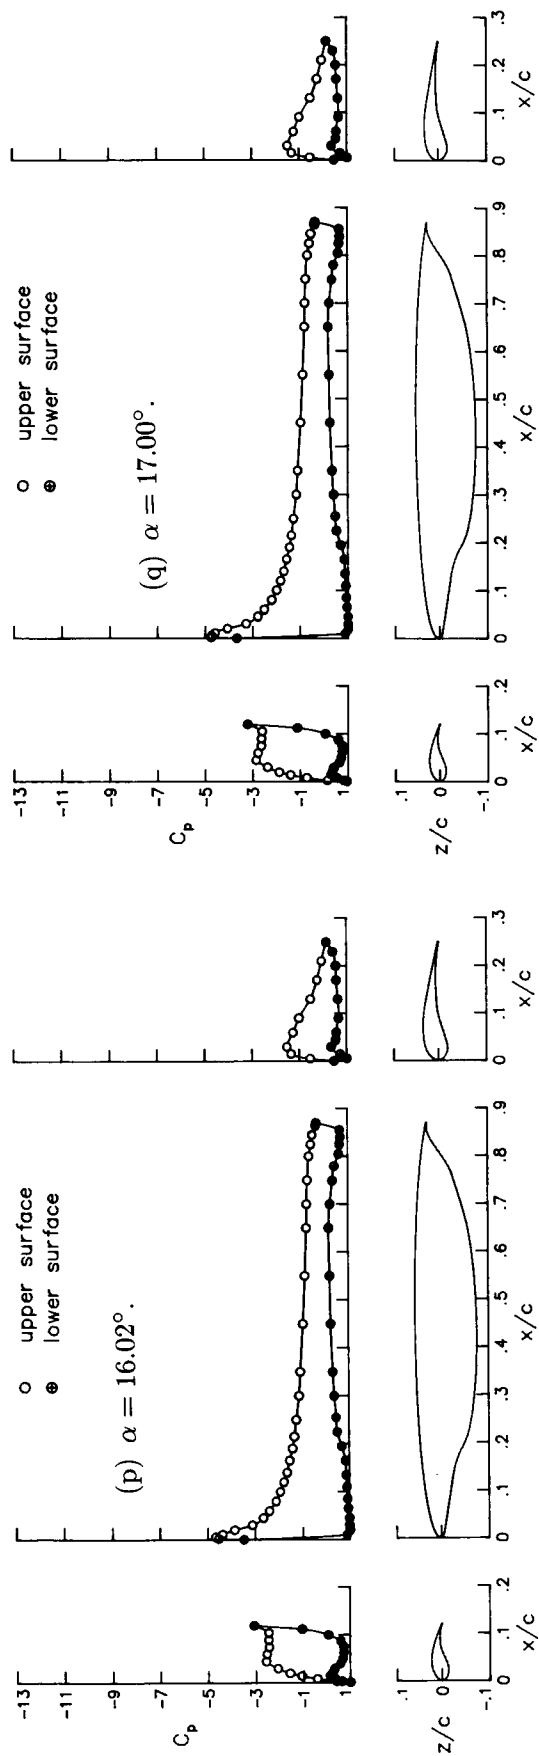 -13
○ upper surface
⊕ lower surface
-11
-9
(p) α = 16.02°.
-7
Cₚ
-5
-3
-1
1
.1
z/c 0
-.1
0 .1 .2
x/c
0 .1 .2 .3 .4 .5 .6 .7 .8 .9
x/c
0 .1 .2 .3
x/c
-13
○ upper surface
⊕ lower surface
-11
-9
(q) α = 17.00°.
-7
Cₚ
-5
-3
-1
1
.1
z/c 0
-.1
0 .1 .2
x/c
0 .1 .2 .3 .4 .5 .6 .7 .8 .9
x/c
0 .1 .2 .3
x/c